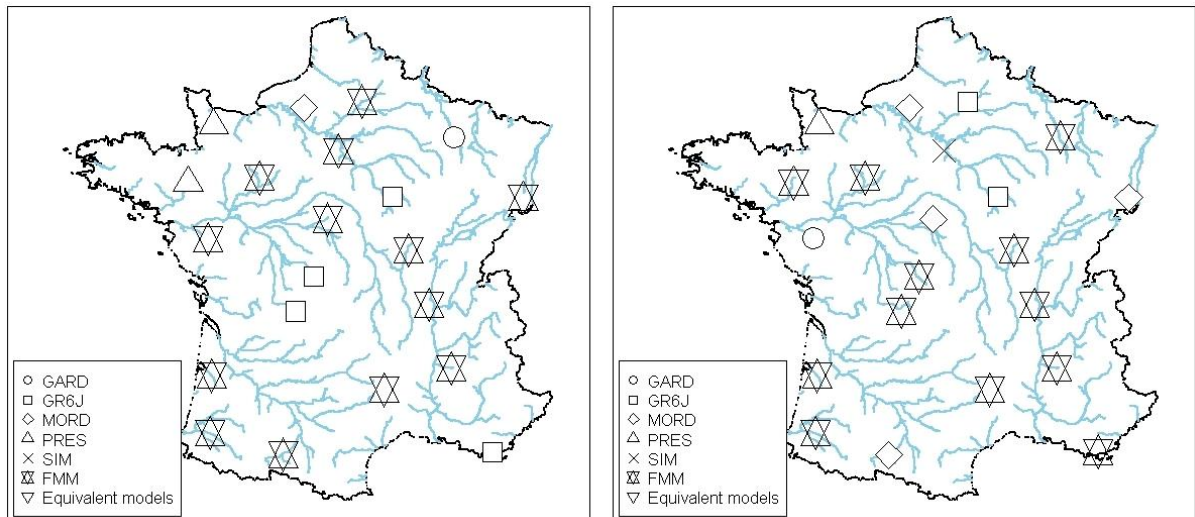 GARD
GR6J
MORD
PRES
SIM
FMM
Equivalent models
GARD
GR6J
MORD
PRES
SIM
FMM
Equivalent models